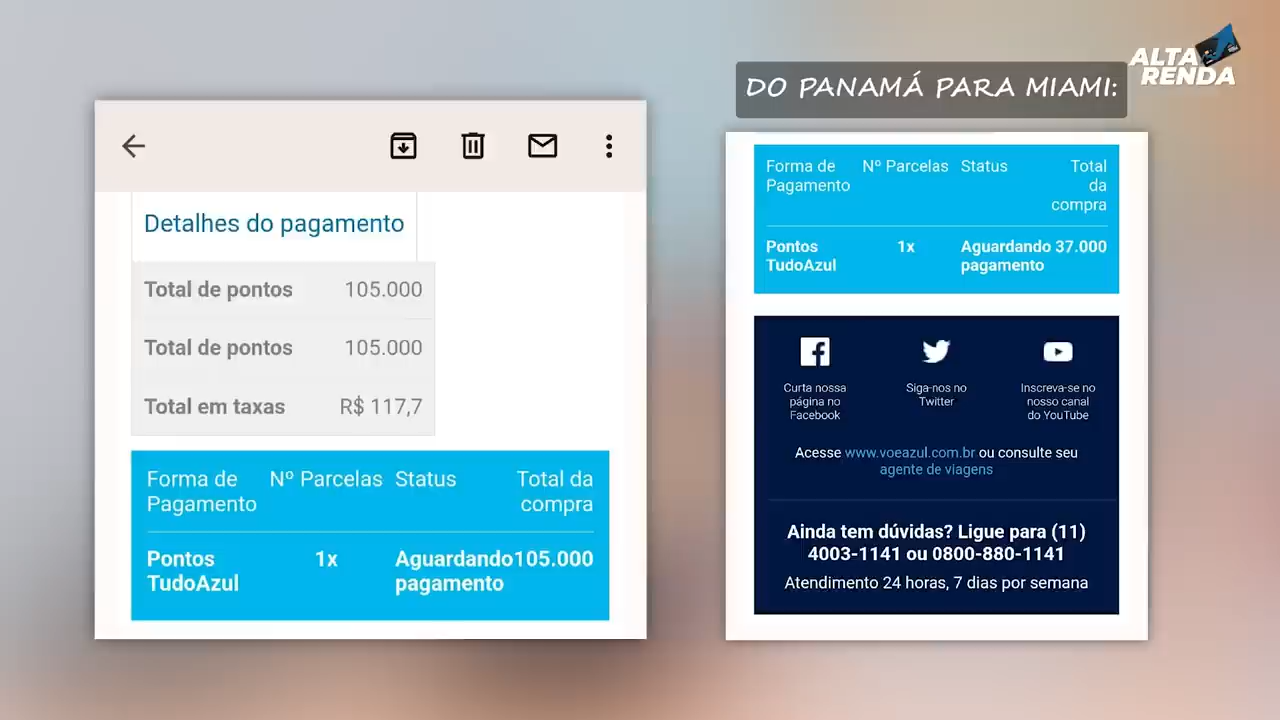 ALTA
RENDA
DO PANAMÁ PARA MIAMI:
Detalhes do pagamento
Total de pontos 105.000
Total de pontos 105.000
Total em taxas R$ 117,7
Forma de Pagamento Nº Parcelas Status Total da compra
Pontos TudoAzul 1x Aguardando pagamento 105.000
Forma de Pagamento Nº Parcelas Status Total da compra
Pontos TudoAzul 1x Aguardando pagamento 37.000
Curta nossa
página no
Facebook
Siga-nos no
Twitter
Inscreva-se no
nosso canal
do YouTube
Acesse www.voeazul.com.br ou consulte seu
agente de viagens
Ainda tem dúvidas? Ligue para (11)
4003-1141 ou 0800-880-1141
Atendimento 24 horas, 7 dias por semana